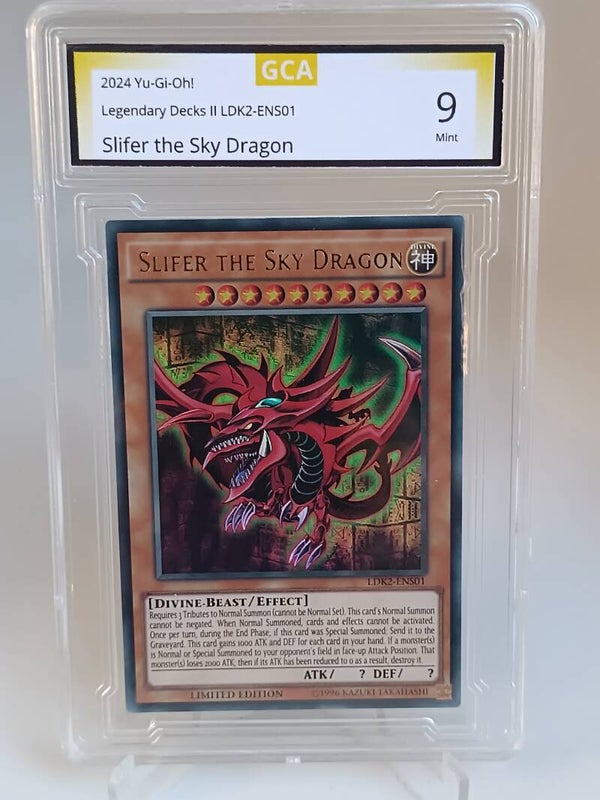 GCA
2024 Yu-Gi-Oh!
Legendary Decks II LDK2-ENS01
Slifer the Sky Dragon
9
Mint
SLIFER THE SKY DRAGON
DIVINE
神
LDK2-ENS01
[DIVINE-BEAST/EFFECT]
Requires 3 Tributes to Normal Summon (cannot be Normal Set). This card's Normal Summon
cannot be negated. When Normal Summoned, cards and effects cannot be activated.
Once per turn, during the End Phase, if this card was Special Summoned: Send it to the
Graveyard. This card gains 1000 ATK and DEF for each card in your hand. If a monster(s)
is Normal or Special Summoned to your opponent's field in face-up Attack Position: That
monster(s) loses 2000 ATK, then if its ATK has been reduced to 0 as a result, destroy it.
ATK/ ? DEF/ ?
LIMITED EDITION ©1996 KAZUKI TAKAHASHI